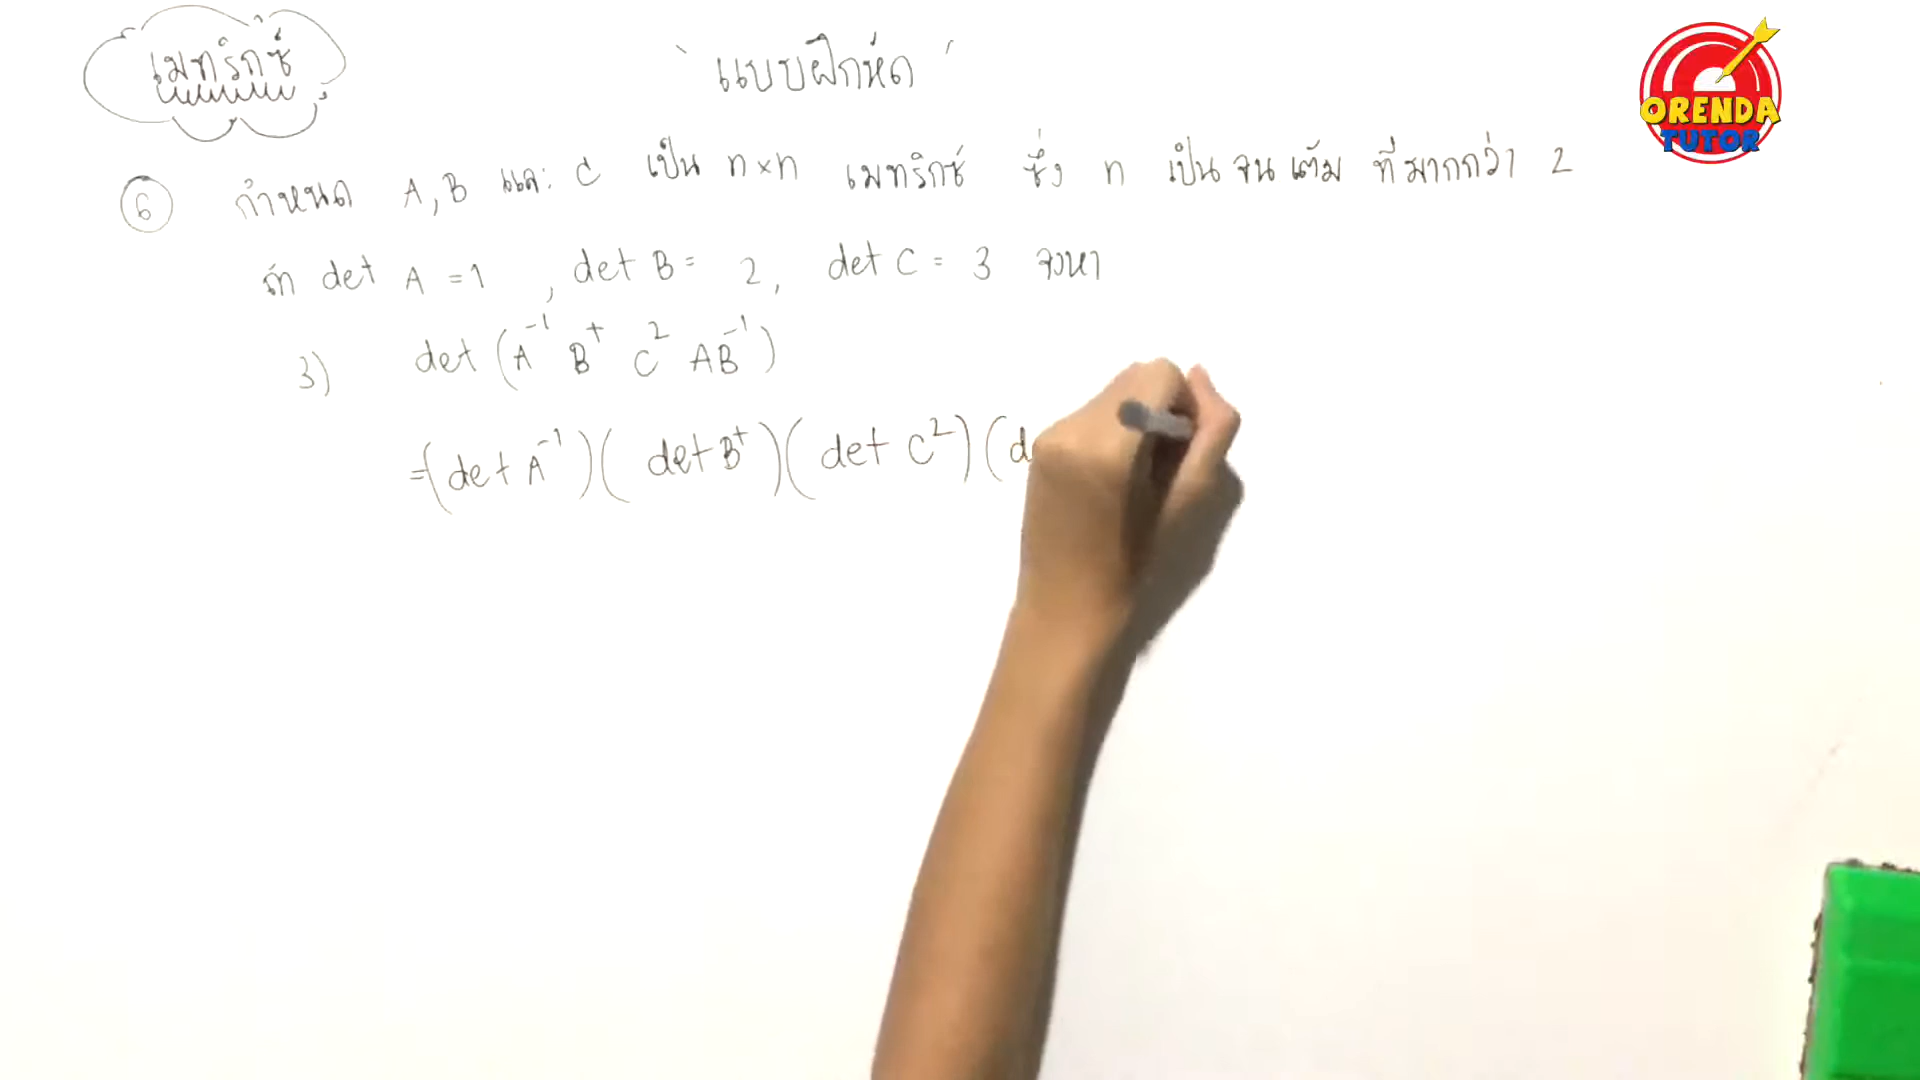 เมทริกซ์
"แบบฝึกหัด"
ORENDA
TUTOR
6 กำหนด A, B และ C เป็น n×n เมทริกซ์ ซึ่ง n เป็นจนเต้ม ที่มากกว่า 2
ถ้า det A = 1 , det B = 2, det C = 3 จงหา
3) det (A⁻¹ Bᵗ C² AB⁻¹)
=(det A⁻¹)(det Bᵗ)(det C²)(d